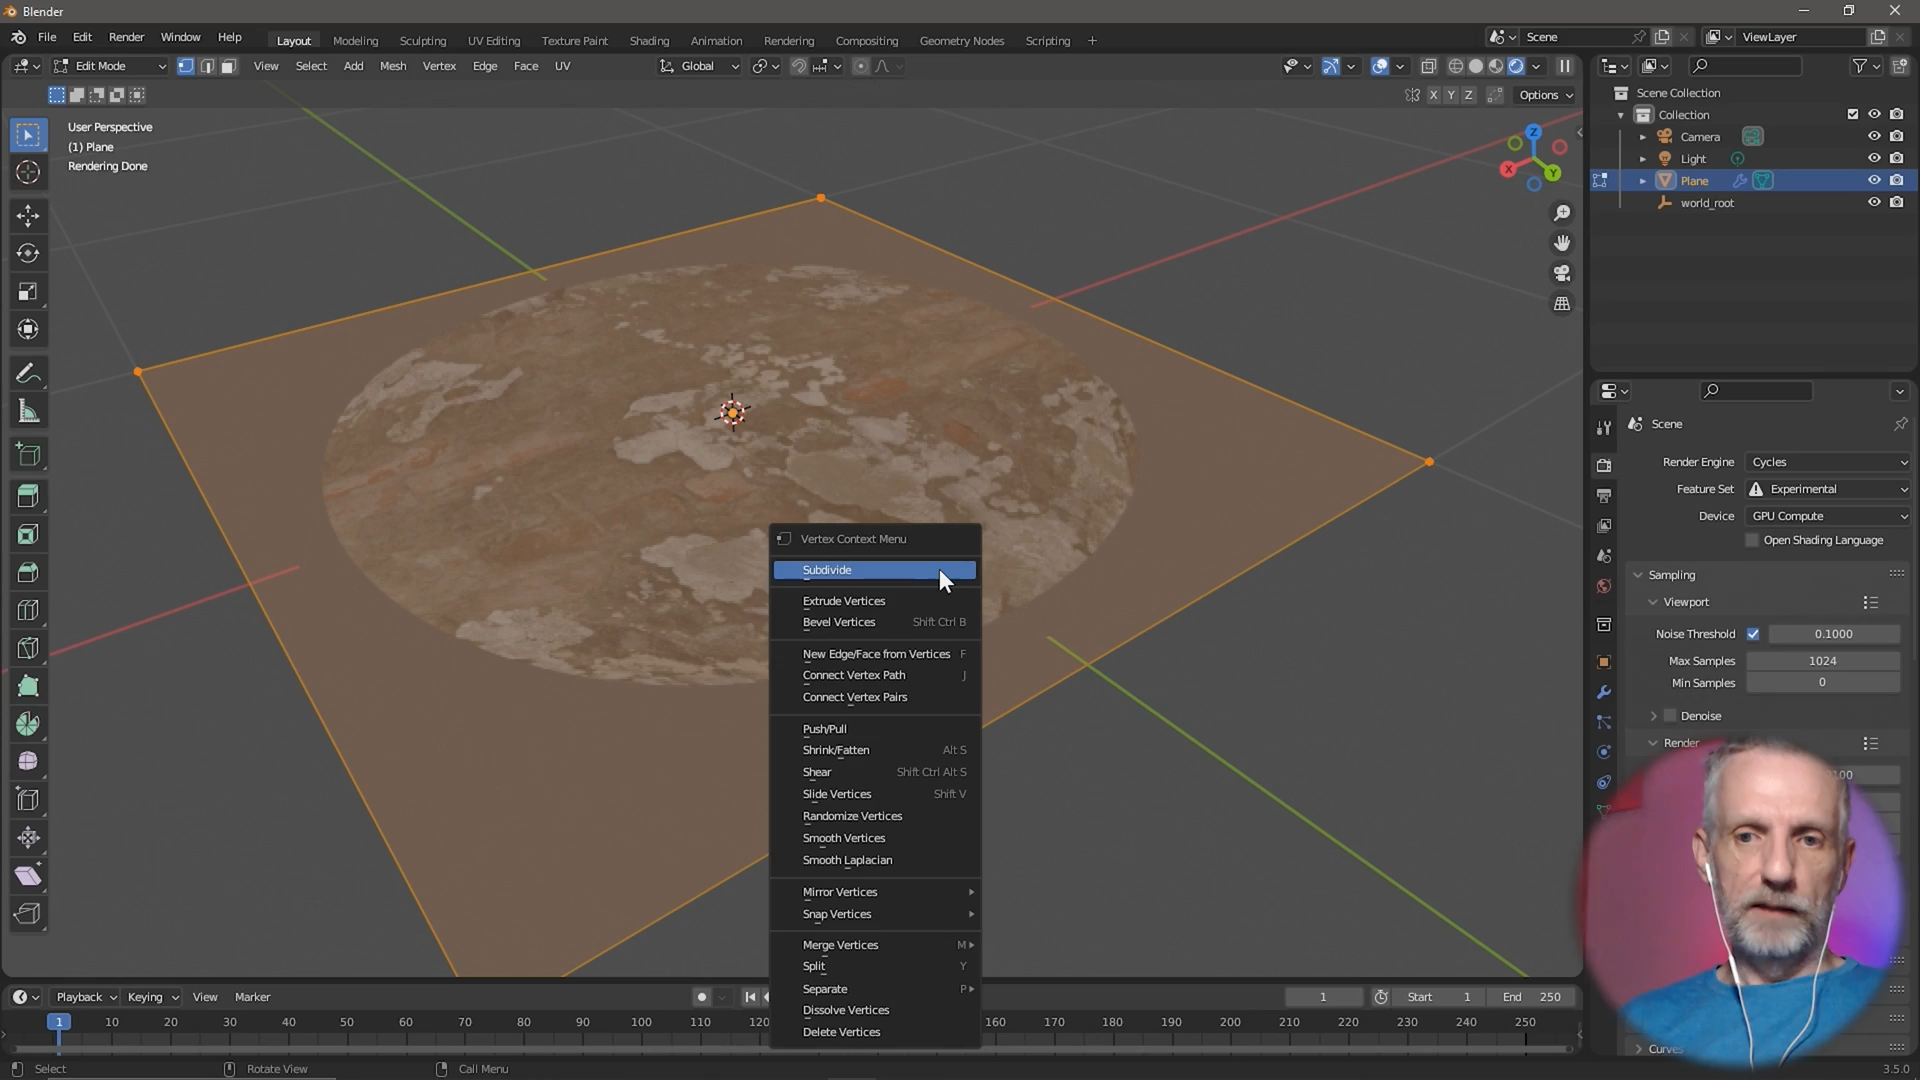 Blender
File Edit Render Window Help
Layout Modeling Sculpting UV Editing Texture Paint Shading Animation Rendering Compositing Geometry Nodes Scripting +
Scene
ViewLayer
Edit Mode
View Select Add Mesh Vertex Edge Face UV
Global
X Y Z
Options
User Perspective
(1) Plane
Rendering Done
Z
X
Y
Scene Collection
Collection
Camera
Light
Plane
world_root
Scene
Render Engine Cycles
Feature Set Experimental
Device GPU Compute
Open Shading Language
Sampling
Viewport
Noise Threshold 0.1000
Max Samples 1024
Min Samples 0
Denoise
Render
Vertex Context Menu
Subdivide
Extrude Vertices
Bevel Vertices Shift Ctrl B
New Edge/Face from Vertices F
Connect Vertex Path J
Connect Vertex Pairs
Push/Pull
Shrink/Fatten Alt S
Shear Shift Ctrl Alt S
Slide Vertices Shift V
Randomize Vertices
Smooth Vertices
Smooth Laplacian
Mirror Vertices
Snap Vertices
Merge Vertices M
Split Y
Separate P
Dissolve Vertices
Delete Vertices
Playback Keying View Marker
1 Start 1 End 250
1 10 20 30 40 50 60 70 80 90 100 110 160 170 180 190 200 210 220 230 240 250
Curves
Select Rotate View Call Menu
3.5.0